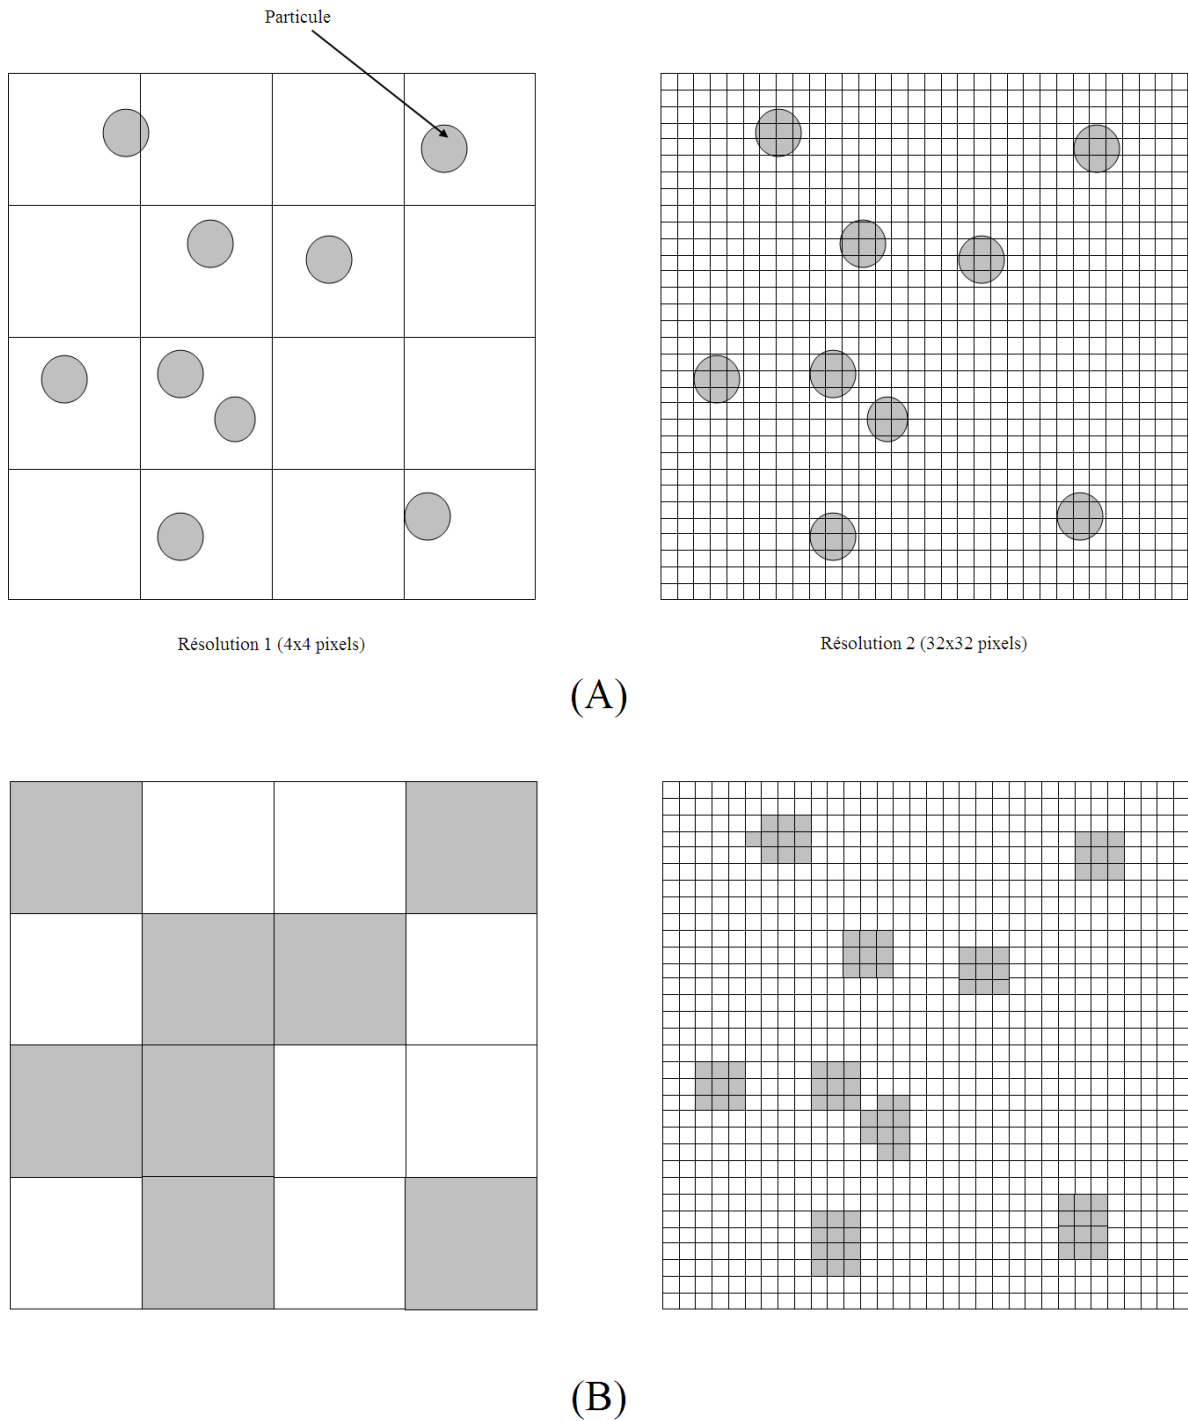 Particule
Résolution 1 (4x4 pixels)
Résolution 2 (32x32 pixels)
(A)
(B)